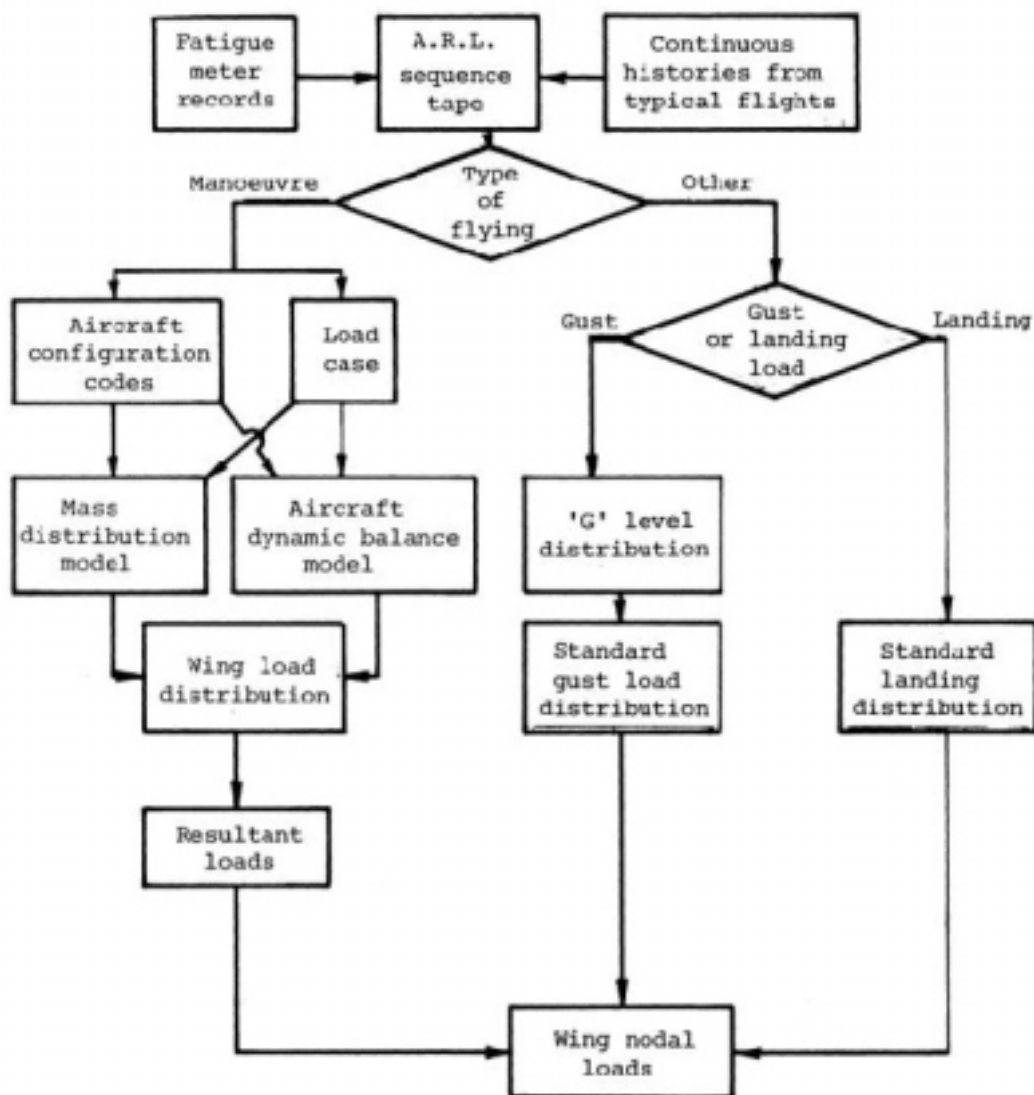 Fatigue
meter
records
A.R.L.
sequence
tape
Continuous
histories from
typical flights
Manoeuvre
Type
of
flying
Other
Aircraft
configuration
codes
Load
case
Gust
Gust
or landing
load
Landing
Mass
distribution
model
Aircraft
dynamic balance
model
'G' level
distribution
Wing load
distribution
Standard
gust load
distribution
Standard
landing
distribution
Resultant
loads
Wing nodal
loads